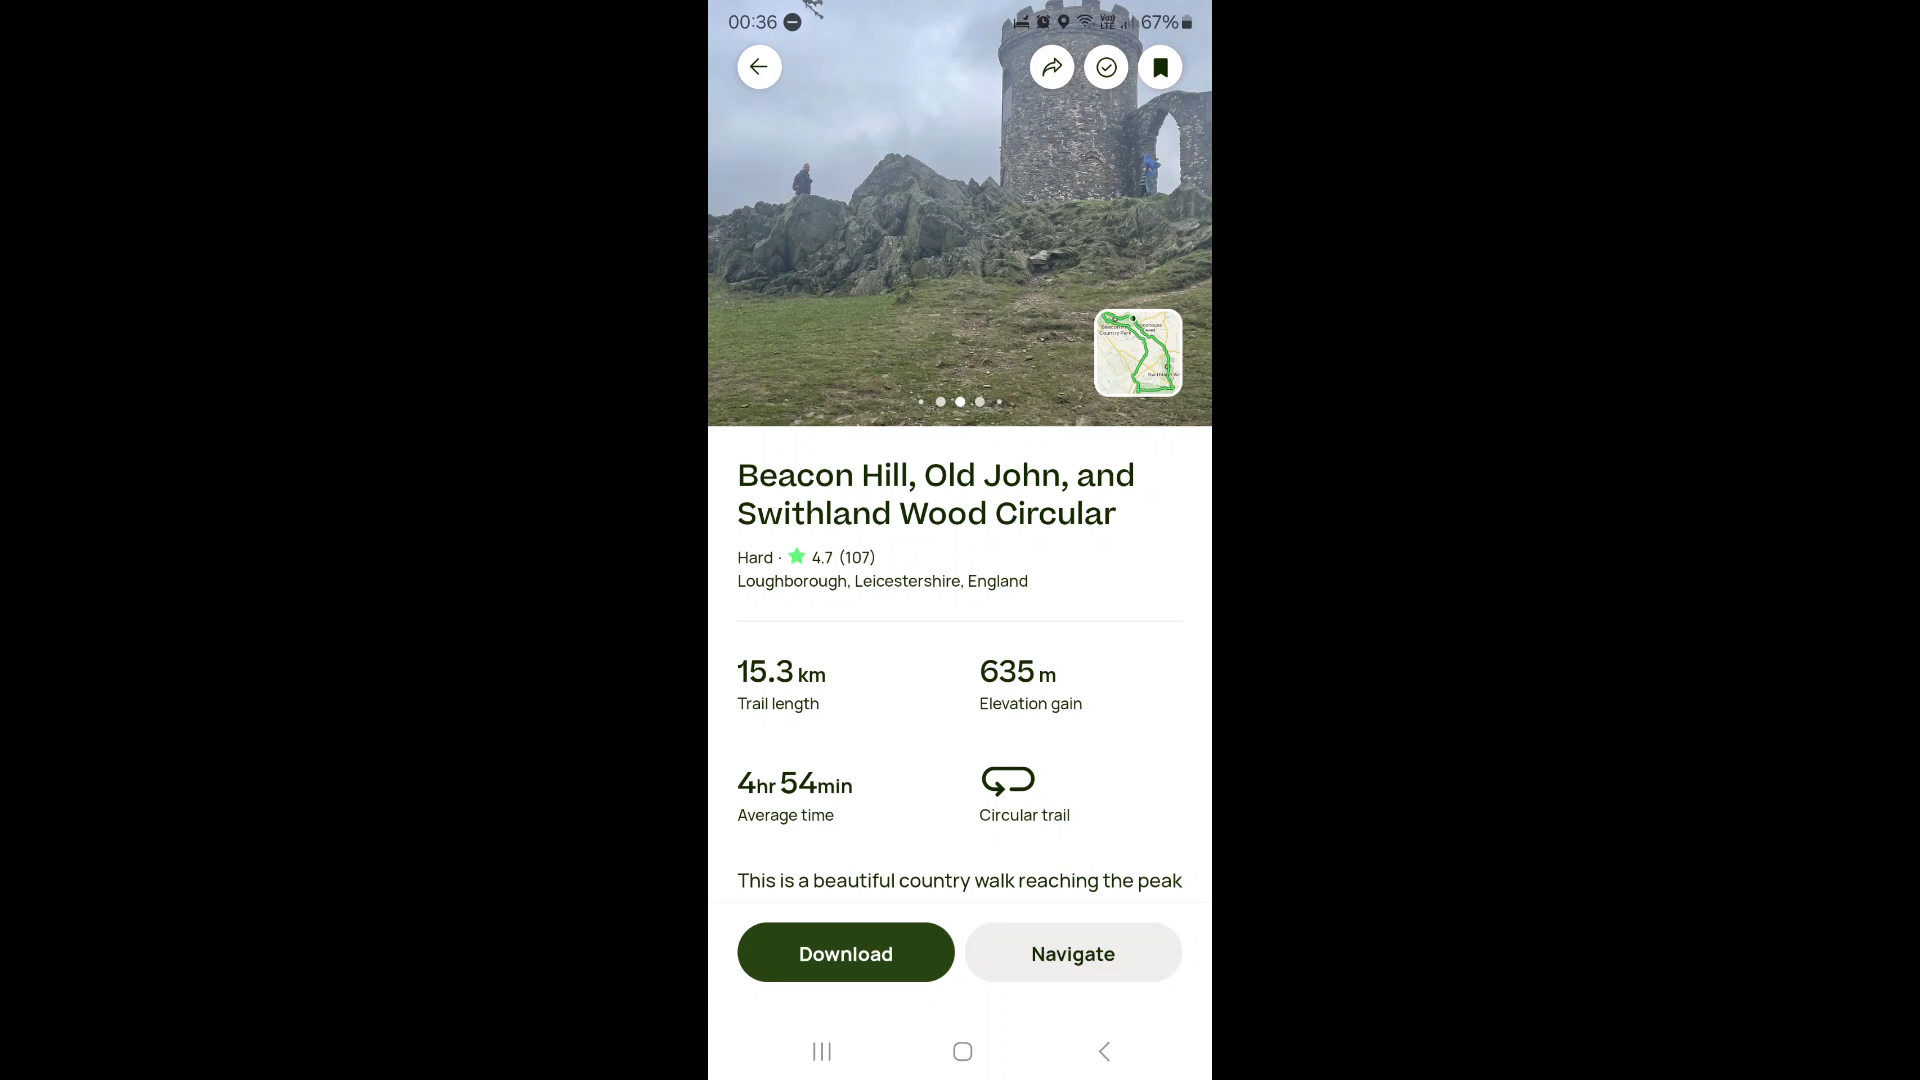 00:36
67%
Beacon Hill, Old John, and
Swithland Wood Circular
Hard · 4.7 (107)
Loughborough, Leicestershire, England
15.3 km
635 m
Trail length
Elevation gain
4hr 54min
Average time
Circular trail
This is a beautiful country walk reaching the peak
Download
Navigate